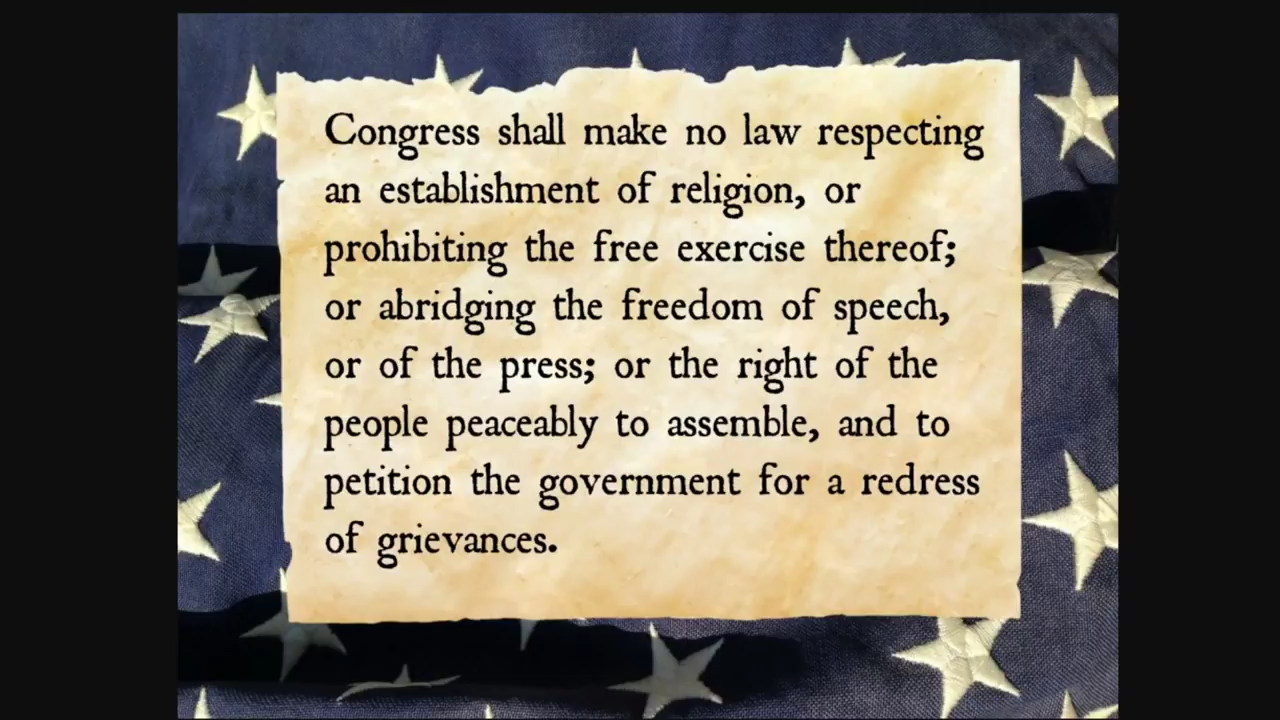 Congress shall make no law respecting
an establishment of religion, or
prohibiting the free exercise thereof;
or abridging the freedom of speech,
or of the press; or the right of the
people peaceably to assemble, and to
petition the government for a redress
of grievances.